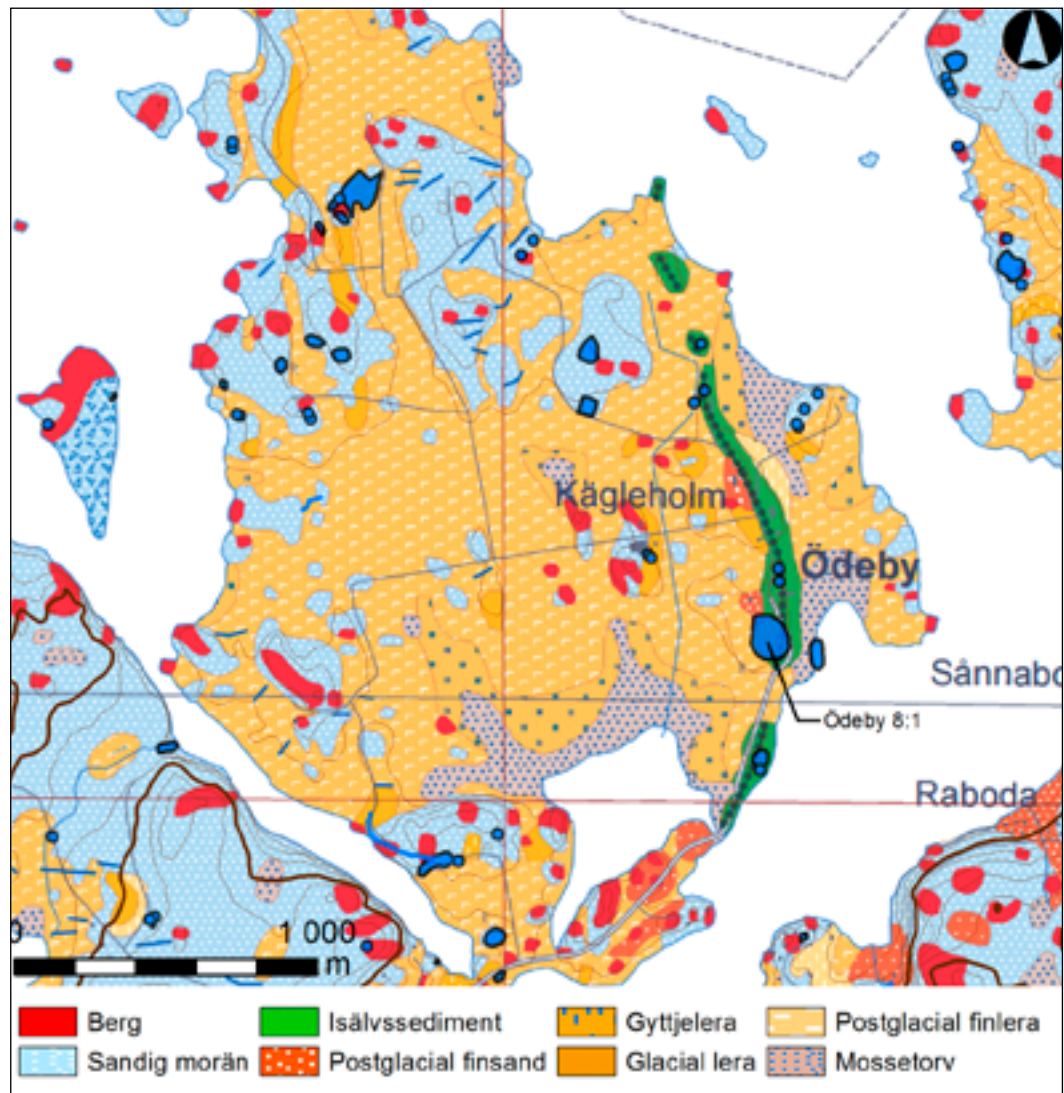 Kägleholm
Ödeby
Sånnabo
Ödeby 8:1
Raboda
0 1 000
m
Berg Isälvssediment Gyttjelera Postglacial finlera
Sandig morän Postglacial finsand Glacial lera Mossetorv